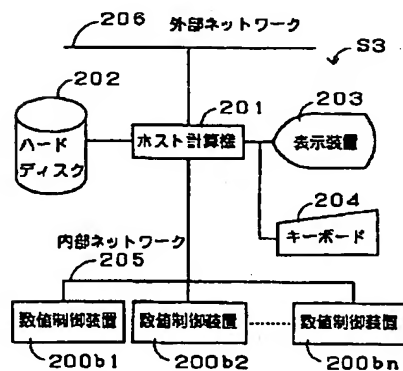 206
外部ネットワーク
S3
202
201
203
ハード
ディスク
ホスト計算機
表示装置
204
キーボード
内部ネットワーク
205
数値制御装置
数値制御装置
数値制御装置
200b1
200b2
200bn